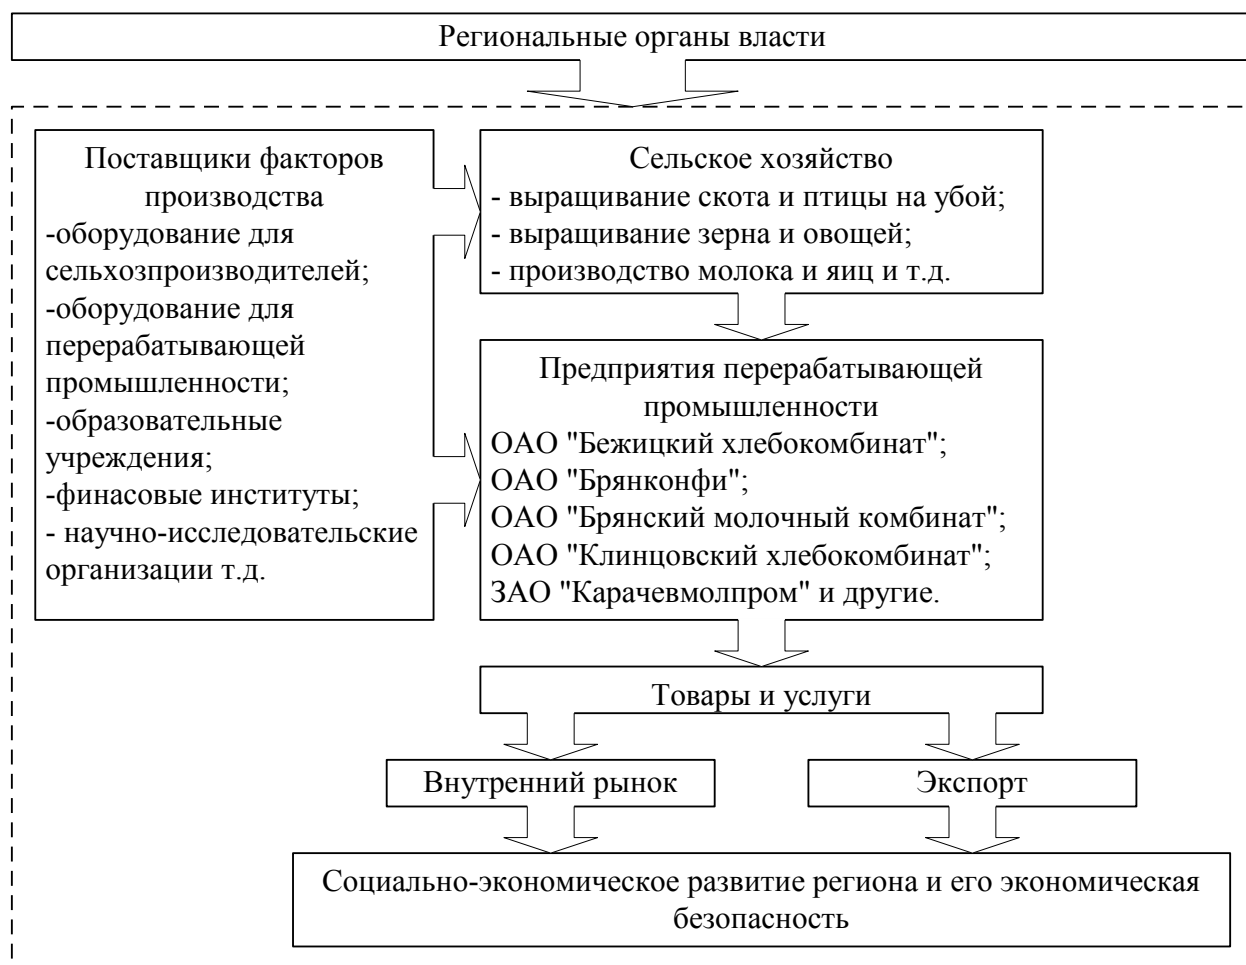 Региональные органы власти
Поставщики факторов
производства
-оборудование для
сельхозпроизводителей;
-оборудование для
перерабатывающей
промышленности;
-образовательные
учреждения;
-финасовые институты;
- научно-исследовательские
организации т.д.
Сельское хозяйство
- выращивание скота и птицы на убой;
- выращивание зерна и овощей;
- производство молока и яиц и т.д.
Предприятия перерабатывающей
промышленности
ОАО "Бежицкий хлебокомбинат";
ОАО "Брянконфи";
ОАО "Брянский молочный комбинат";
ОАО "Клинцовский хлебокомбинат";
ЗАО "Карачевмолпром" и другие.
Товары и услуги
Внутренний рынок
Экспорт
Социально-экономическое развитие региона и его экономическая
безопасность